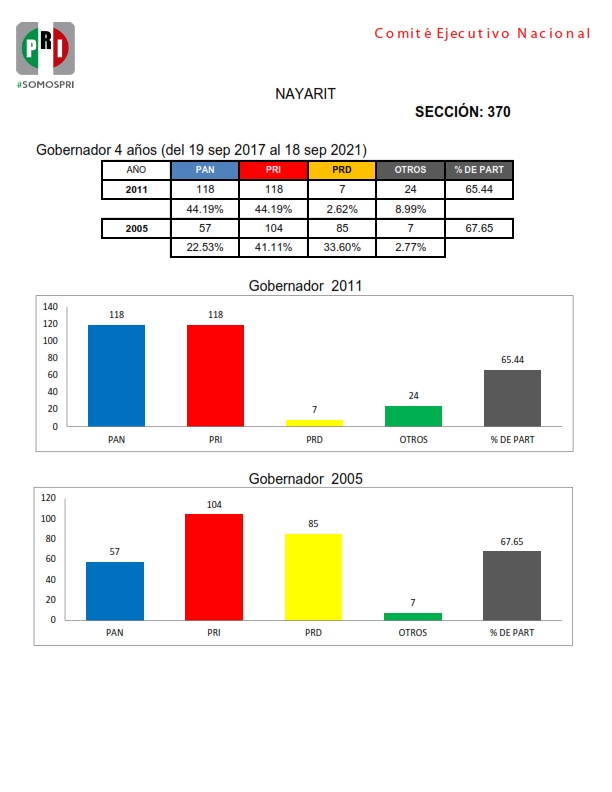 PRI
#SOMOSPRI
Comité Ejecutivo Nacional
NAYARIT
SECCIÓN: 370
Gobernador 4 años (del 19 sep 2017 al 18 sep 2021)
AÑO PAN PRI PRD OTROS % DE PART
2011 118 118 7 24 65.44
44.19% 44.19% 2.62% 8.99%
2005 57 104 85 7 67.65
22.53% 41.11% 33.60% 2.77%
Gobernador 2011
140
120
100
80
60
40
20
0
118 118 7 24 65.44
PAN PRI PRD OTROS % DE PART
Gobernador 2005
120
100
80
60
40
20
0
57 104 85 7 67.65
PAN PRI PRD OTROS % DE PART